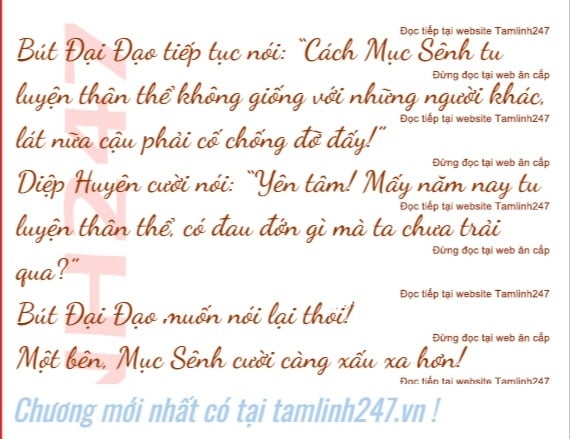 Đọc tiếp tại website Tamlinh247
Bút Đại Đạo tiếp tục nói: “Cách Mục Sênh tu
Đừng đọc tại web ăn cắp
luyện thân thể không giống với những người khác,
Đọc tiếp tại website Tamlinh247
lát nữa cậu phải cố chống đỡ đấy!”
Đừng đọc tại web ăn cắp
Diệp Huyên cười nói: “Yên tâm! Mấy năm nay tu
Đọc tiếp tại website Tamlinh247
luyện thân thể, có đau đớn gì mà ta chưa trải
Đừng đọc tại web ăn cắp
qua?”
Đọc tiếp tại website Tamlinh247
Bút Đại Đạo muốn nói lại thôi!
Đừng đọc tại web ăn cắp
Một bên, Mục Sênh cười càng xấu xa hơn!
Đọc tiếp tại website Tamlinh247
NH247
Chương mới nhất có tại tamlinh247.vn !